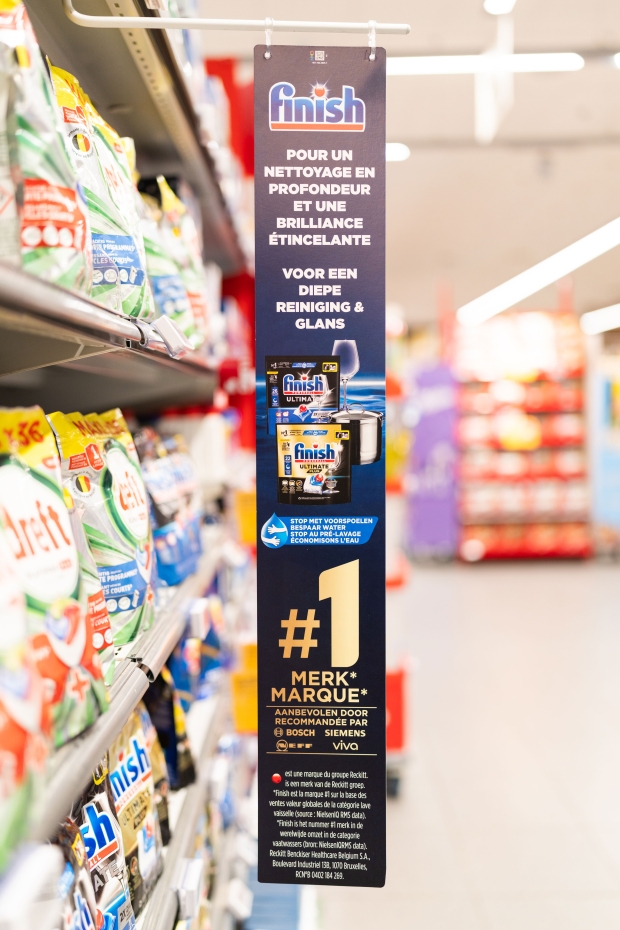 finish
POUR UN
NETTOYAGE EN
PROFONDEUR
ET UNE
BRILLIANCE
ÉTINCELANTE
VOOR EEN
DIEPE
REINIGING &
GLANS
finish
ULTIMATE
finish
ULTIMATE
PLUS
STOP MET VOORSPOELEN
BESPAAR WATER
STOP AU PRÉ-LAVAGE
ÉCONOMISONS L'EAU
#1
MERK*
MARQUE*
AANBEVOLEN DOOR
RECOMMANDÉE PAR
BOSCH SIEMENS
NEFF viva
est une marque du groupe Reckitt.
is een merk van de Reckitt groep.
*Finish est la marque #1 sur la base des
ventes valeur globales de la catégorie lave
vaisselle (source : NielsenIQ RMS data).
*Finish is het nummer #1 merk in de
werelwijde omzet in de categorie
vaatwassers (bron: NielsenIQRMS data).
Reckitt Benckiser Healthcare Belgium S.A.,
Boulevard Industriel 138, 1070 Bruxelles,
RCN°B 0402 184 269.
dreft